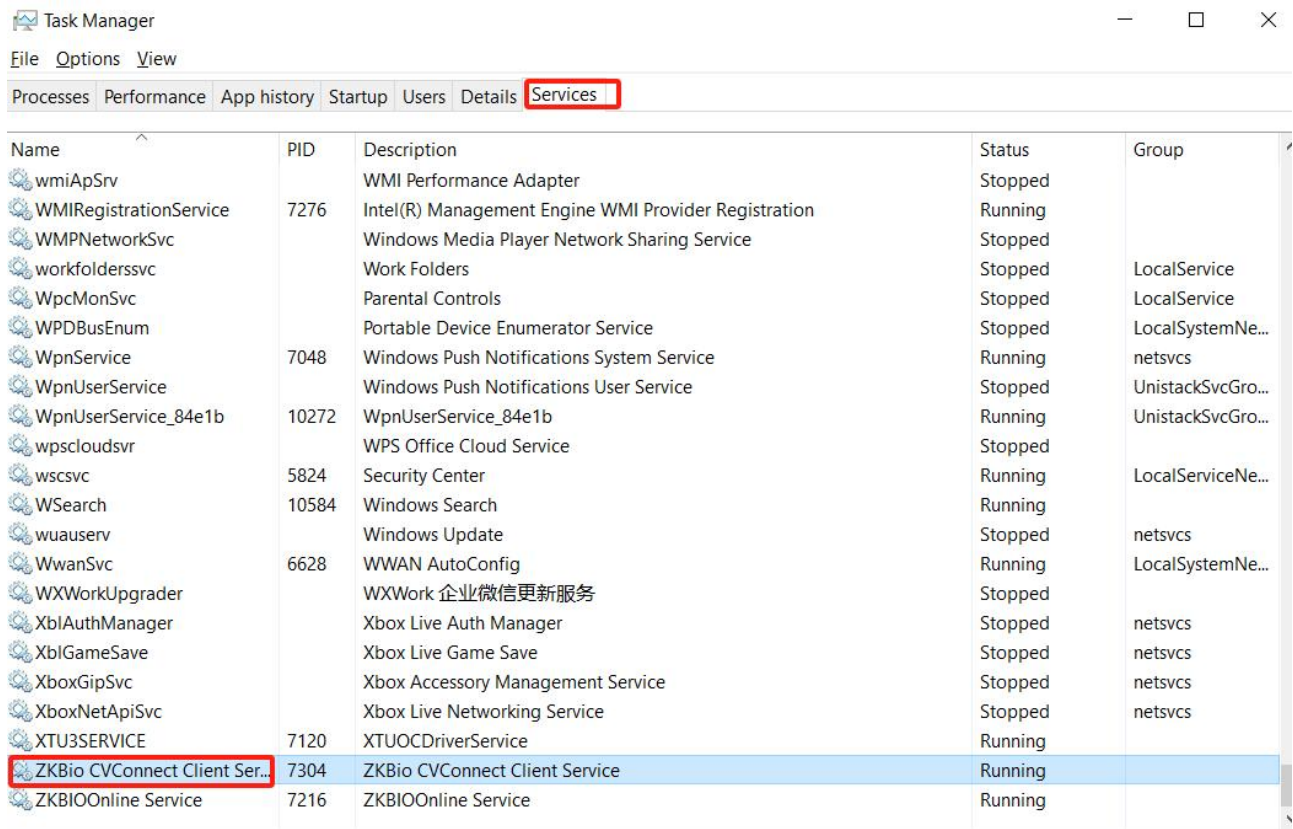 Task Manager
File Options View
Processes Performance App history Startup Users Details Services
Name PID Description Status Group
wmiApSrv WMI Performance Adapter Stopped
WMIRegistrationService 7276 Intel(R) Management Engine WMI Provider Registration Running
WMPNetworkSvc Windows Media Player Network Sharing Service Stopped
workfolderssvc Work Folders Stopped LocalService
WpcMonSvc Parental Controls Stopped LocalService
WPDBusEnum Portable Device Enumerator Service Stopped LocalSystemNe...
WpnService 7048 Windows Push Notifications System Service Running netsvcs
WpnUserService Windows Push Notifications User Service Stopped UnistackSvcGro...
WpnUserService_84e1b 10272 WpnUserService_84e1b Running UnistackSvcGro...
wpscloudsvr WPS Office Cloud Service Stopped
wscsvc 5824 Security Center Running LocalServiceNe...
WSearch 10584 Windows Search Running
wuauserv Windows Update Stopped netsvcs
WwanSvc 6628 WWAN AutoConfig Running LocalSystemNe...
WXWorkUpgrader WXWork 企业微信更新服务 Stopped
XblAuthManager Xbox Live Auth Manager Stopped netsvcs
XblGameSave Xbox Live Game Save Stopped netsvcs
XboxGipSvc Xbox Accessory Management Service Stopped netsvcs
XboxNetApiSvc Xbox Live Networking Service Stopped netsvcs
XTU3SERVICE 7120 XTUOCDriverService Running
ZKBio CVConnect Client Ser... 7304 ZKBio CVConnect Client Service Running
ZKBIOOnline Service 7216 ZKBIOOnline Service Running